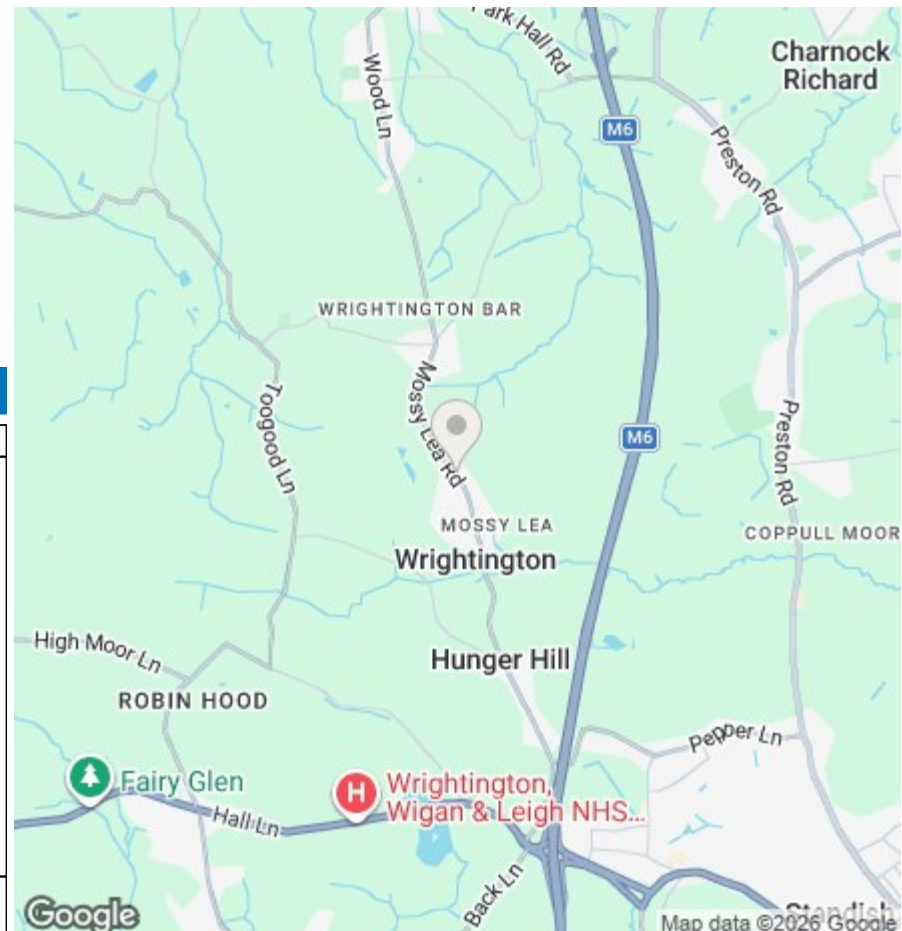 Park Hall Rd
Charnock
Richard
Wood Ln
M6
Preston Rd
WRIGHTINGTON BAR
Mossy Lea Rd
Toogood Ln
Preston Rd
M6
MOSSY LEA
COPPULL MOOR
Wrightington
High Moor Ln
Hunger Hill
ROBIN HOOD
Pepper Ln
Fairy Glen
H
Wrightington,
Wigan & Leigh NHS...
Hall Ln
Back Ln
Standish
Google
Map data ©2026 Google